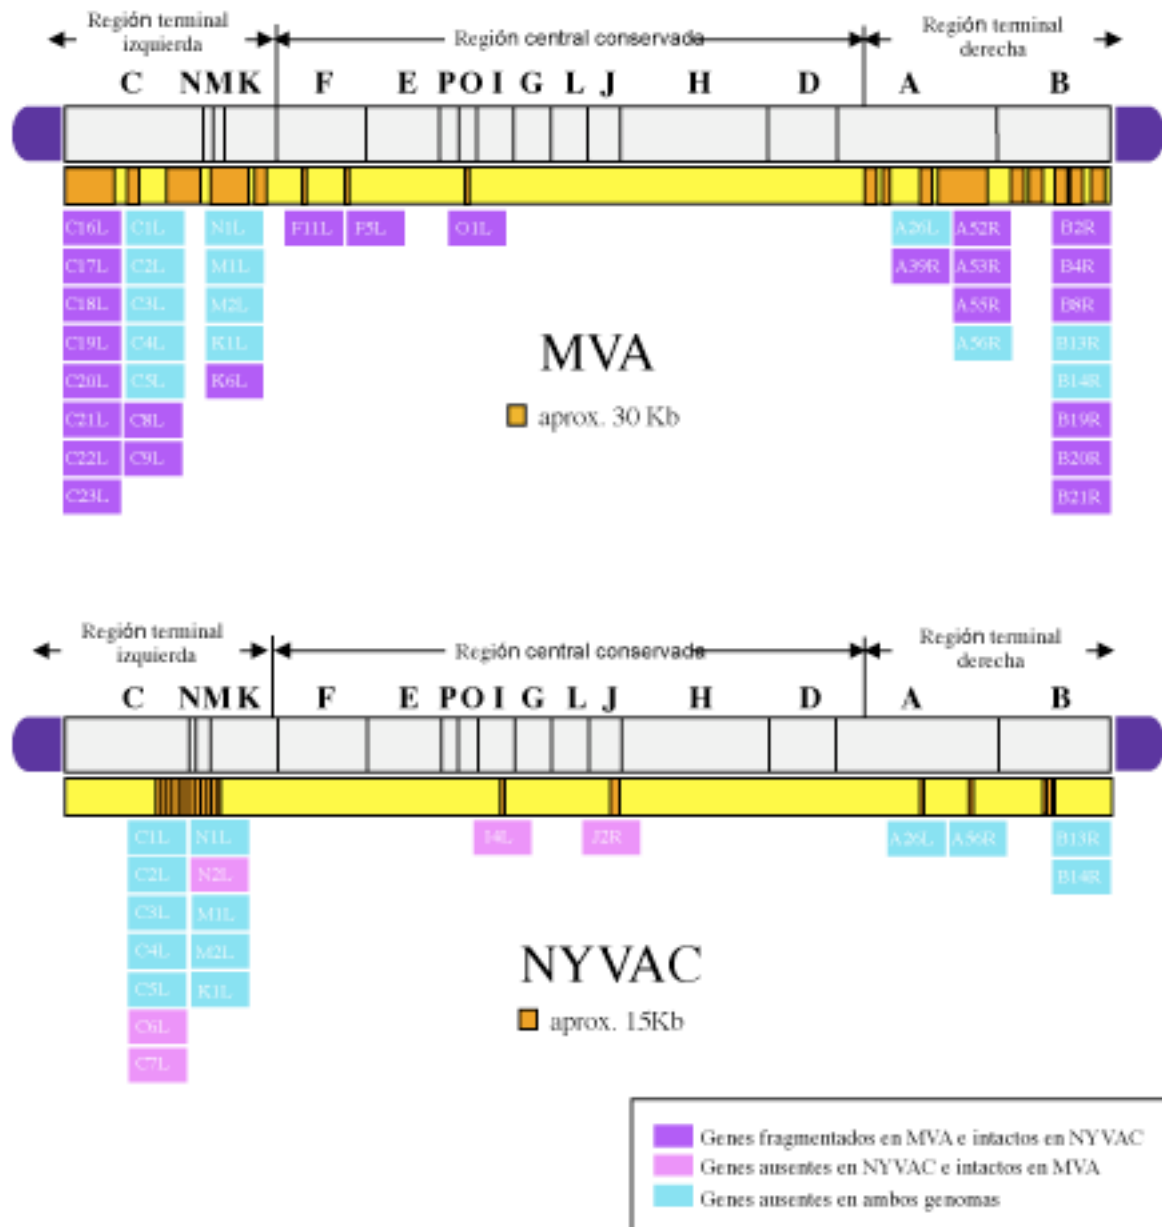 Región terminal
izquierda
Región central conservada
Región terminal
derecha
C N M K F E P O I G L J H D A B
C16L C1L N1L F11L F5L O1L A26L A52R B2R
C17L C2L M1L A39R A53R B4R
C18L C3L M2L A55R B8R
C19L C4L K1L A56R B13R
C20L C5L K6L B14R
C21L C8L B19R
C22L C9L B20R
C23L B21R
MVA
aprox. 30 Kb
Región terminal
izquierda
Región central conservada
Región terminal
derecha
C N M K F E P O I G L J H D A B
C1L N1L I4L J2R A26L A56R B13R
C2L N2L B14R
C3L M1L
C4L M2L
C5L K1L
C6L
C7L
NYVAC
aprox. 15Kb
Genes fragmentados en MVA e intactos en NYVAC
Genes ausentes en NYVAC e intactos en MVA
Genes ausentes en ambos genomas